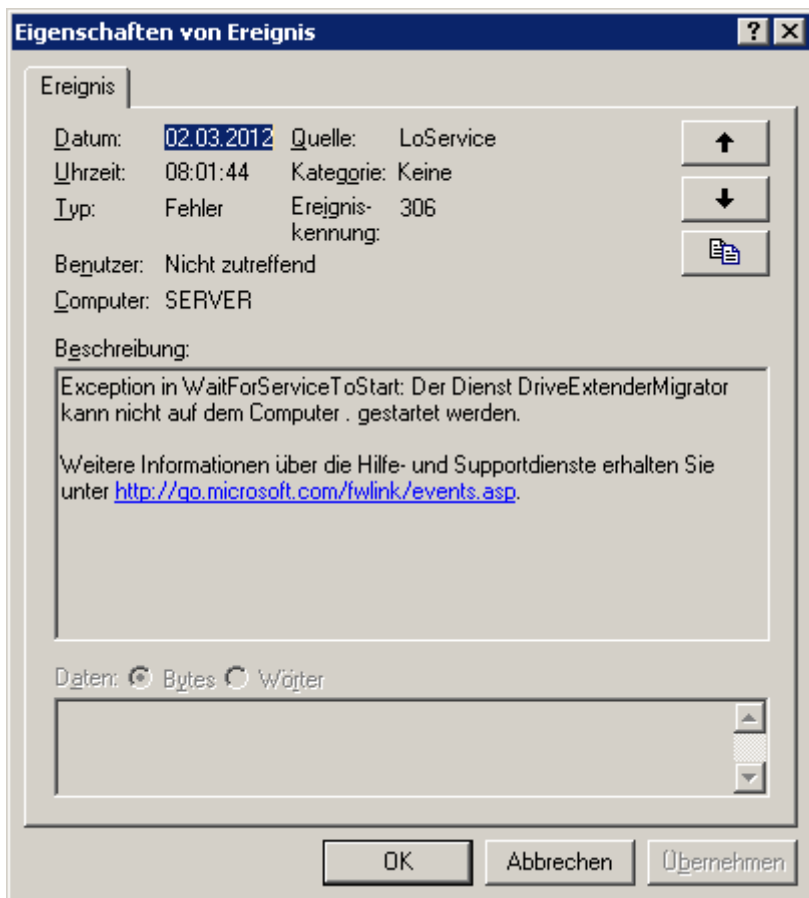 Eigenschaften von Ereignis
Ereignis
Datum: 02.03.2012 Quelle: LoService
Uhrzeit: 08:01:44 Kategorie: Keine
Typ: Fehler Ereignis-
kennung: 306
Benutzer: Nicht zutreffend
Computer: SERVER
Beschreibung:
Exception in WaitForServiceToStart: Der Dienst DriveExtenderMigrator
kann nicht auf dem Computer . gestartet werden.
Weitere Informationen über die Hilfe- und Supportdienste erhalten Sie
unter http://go.microsoft.com/fwlink/events.asp.
Daten: Bytes Wörter
OK Abbrechen Übernehmen